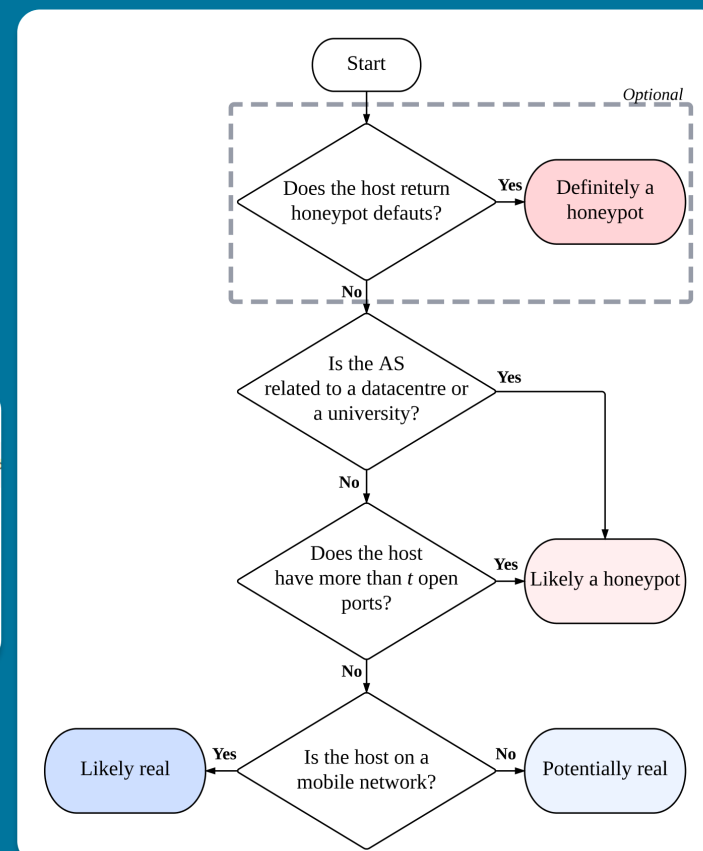 Start
Optional
Does the host return
honeypot defauts?
Yes
Definitely a
honeypot
No
Is the AS
related to a datacentre or
a university?
Yes
No
Does the host
have more than t open
ports?
Yes
Likely a honeypot
No
Likely real
Yes
Is the host on a
mobile network?
No
Potentially real